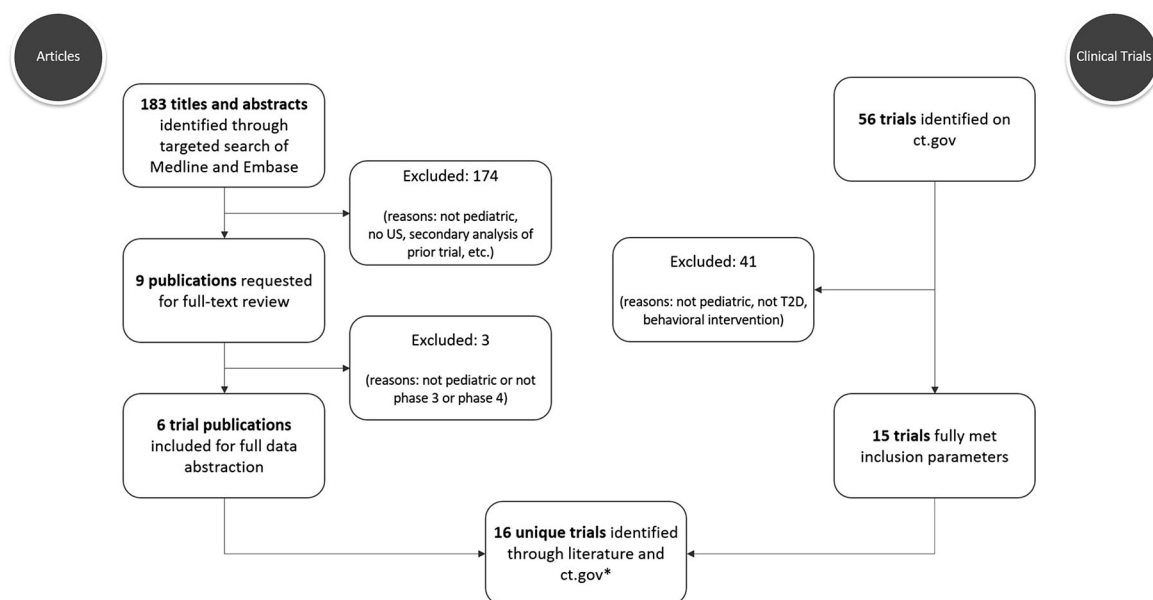 Articles
Clinical Trials
183 titles and abstracts
identified through
targeted search of
Medline and Embase
Excluded: 174
(reasons: not pediatric,
no US, secondary analysis of
prior trial, etc.)
9 publications requested
for full-text review
Excluded: 3
(reasons: not pediatric or not
phase 3 or phase 4)
6 trial publications
included for full data
abstraction
56 trials identified on
ct.gov
Excluded: 41
(reasons: not pediatric, not T2D,
behavioral intervention)
15 trials fully met
inclusion parameters
16 unique trials identified
through literature and
ct.gov*